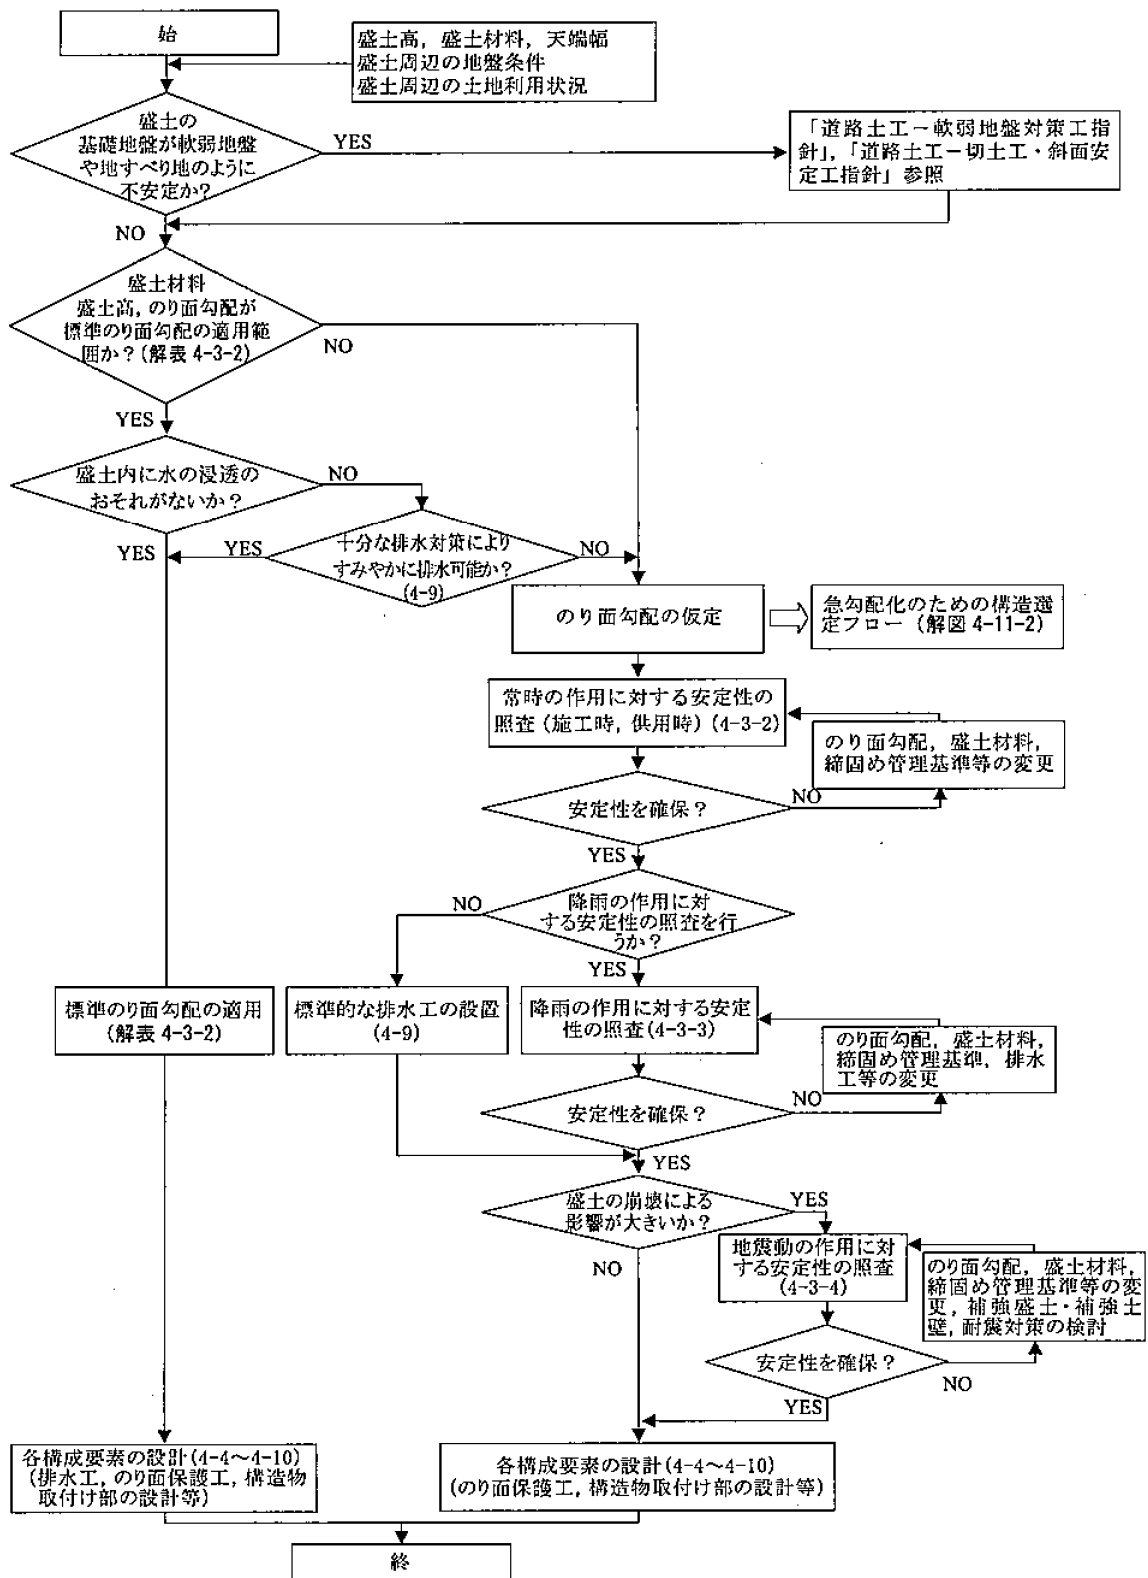 始
盛土高，盛土材料，天端幅
盛土周辺の地盤条件
盛土周辺の土地利用状況
盛土の
基礎地盤が軟弱地盤
や地すべり地のように
不安定か?
YES
「道路土工－軟弱地盤対策工指
針」，「道路土工－切土工・斜面安
定工指針」参照
NO
盛土材料
盛土高，のり面勾配が
標準のり面勾配の適用範
囲か？(解表 4-3-2)
NO
YES
盛土内に水の浸透の
おそれがないか？
NO
YES
YES
十分な排水対策により
すみやかに排水可能か？
(4-9)
NO
のり面勾配の仮定
急勾配化のための構造選
定フロー（解図 4-11-2）
常時の作用に対する安定性の
照査（施工時，供用時）(4-3-2)
のり面勾配，盛土材料，
締固め管理基準等の変更
安定性を確保？
NO
YES
降雨の作用に対
する安定性の照査を行
うか？
NO
YES
標準のり面勾配の適用
(解表 4-3-2)
標準的な排水工の設置
(4-9)
降雨の作用に対する安定
性の照査(4-3-3)
のり面勾配，盛土材料，
締固め管理基準，排水
工等の変更
安定性を確保？
NO
YES
盛土の崩壊による
影響が大きいか？
YES
NO
地震動の作用に対
する安定性の照査
(4-3-4)
のり面勾配，盛土材料，
締固め管理基準等の変
更，補強盛土・補強土
壁，耐震対策の検討
安定性を確保？
NO
YES
各構成要素の設計(4-4～4-10)
(排水工，のり面保護工，構造物
取付け部の設計等)
各構成要素の設計(4-4～4-10)
(のり面保護工，構造物取付け部の設計等)
終